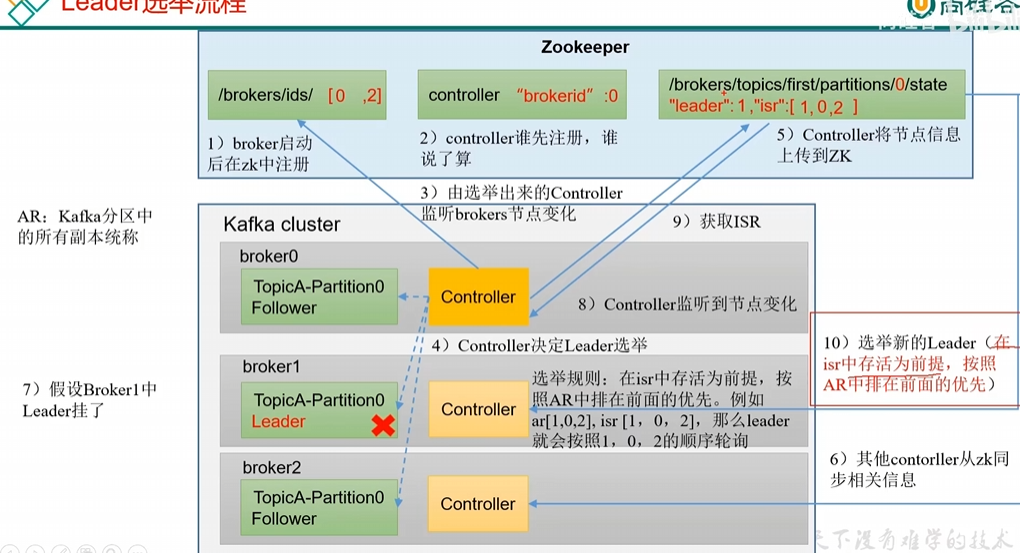 Leader选举流程
尚硅谷
Zookeeper
/brokers/ids/ [0 ,2]
controller “brokerid” :0
/brokers/topics/first/partitions/0/state
"leader": 1 ,"isr":[ 1, 0,2 ]
1）broker启动
后在zk中注册
2）controller谁先注册，谁
说了算
5）Controller将节点信息
上传到ZK
3）由选举出来的Controller
监听brokers节点变化
AR：Kafka分区中
的所有副本统称
Kafka cluster
9）获取ISR
broker0
TopicA-Partition0
Follower
Controller
8）Controller监听到节点变化
4）Controller决定Leader选举
10）选举新的Leader（在
isr中存活为前提，按照
AR中排在前面的优先）
broker1
7）假设Broker1中
Leader挂了
TopicA-Partition0
Leader
Controller
选举规则：在isr中存活为前提，按
照AR中排在前面的优先。例如
ar[1,0,2], isr [1，0，2]，那么leader
就会按照1，0，2的顺序轮询
broker2
TopicA-Partition0
Follower
Controller
6）其他contorller从zk同
步相关信息
天下没有难学的技术